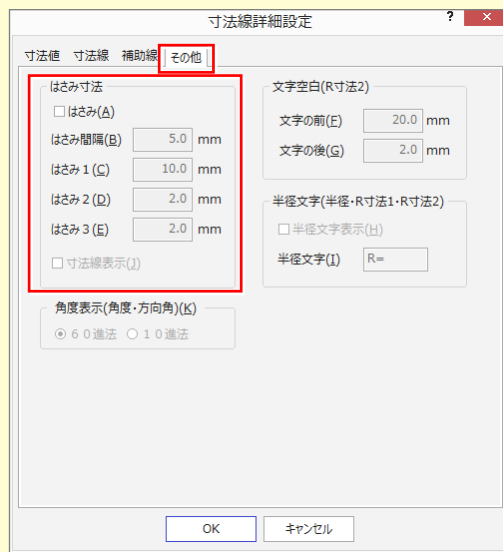 寸法線詳細設定
? ×
寸法値 寸法線 補助線 その他
はさみ寸法
はさみ(A)
はさみ間隔(B) 5.0 mm
はさみ1(C) 10.0 mm
はさみ2(D) 2.0 mm
はさみ3(E) 2.0 mm
寸法線表示(J)
角度表示(角度・方向角)(K)
60進法 10進法
文字空白(R寸法2)
文字の前(F) 20.0 mm
文字の後(G) 2.0 mm
半径文字(半径・R寸法1・R寸法2)
半径文字表示(H)
半径文字(I) R=
OK キャンセル